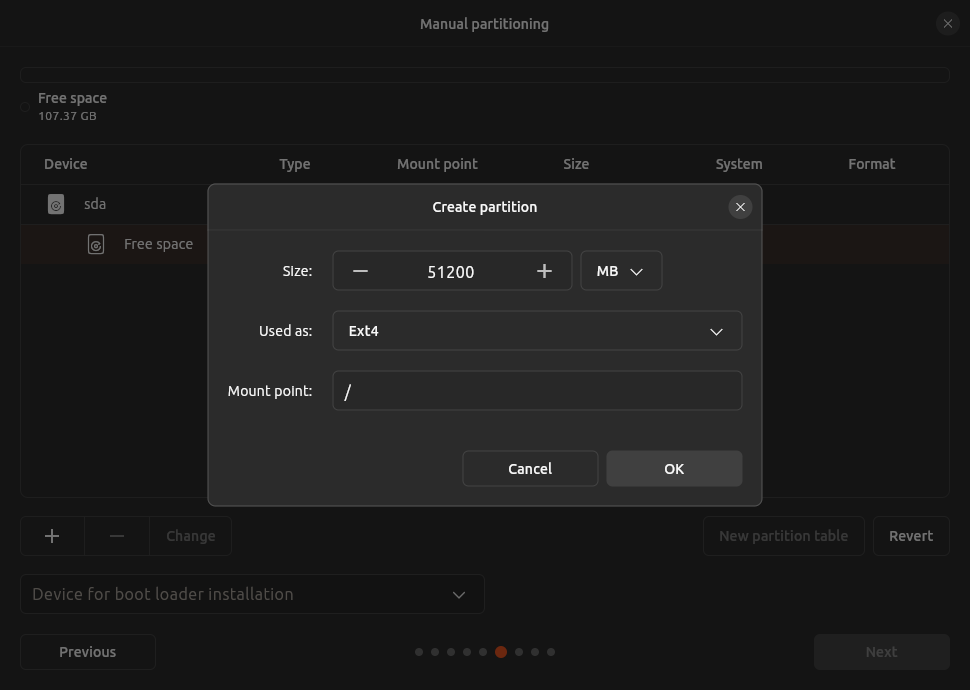 Manual partitioning
Free space
107.37 GB
Device Type Mount point Size System Format
sda
Free space
Create partition
Size: 51200 MB
Used as: Ext4
Mount point: /
Cancel OK
Change New partition table Revert
Device for boot loader installation
Previous Next